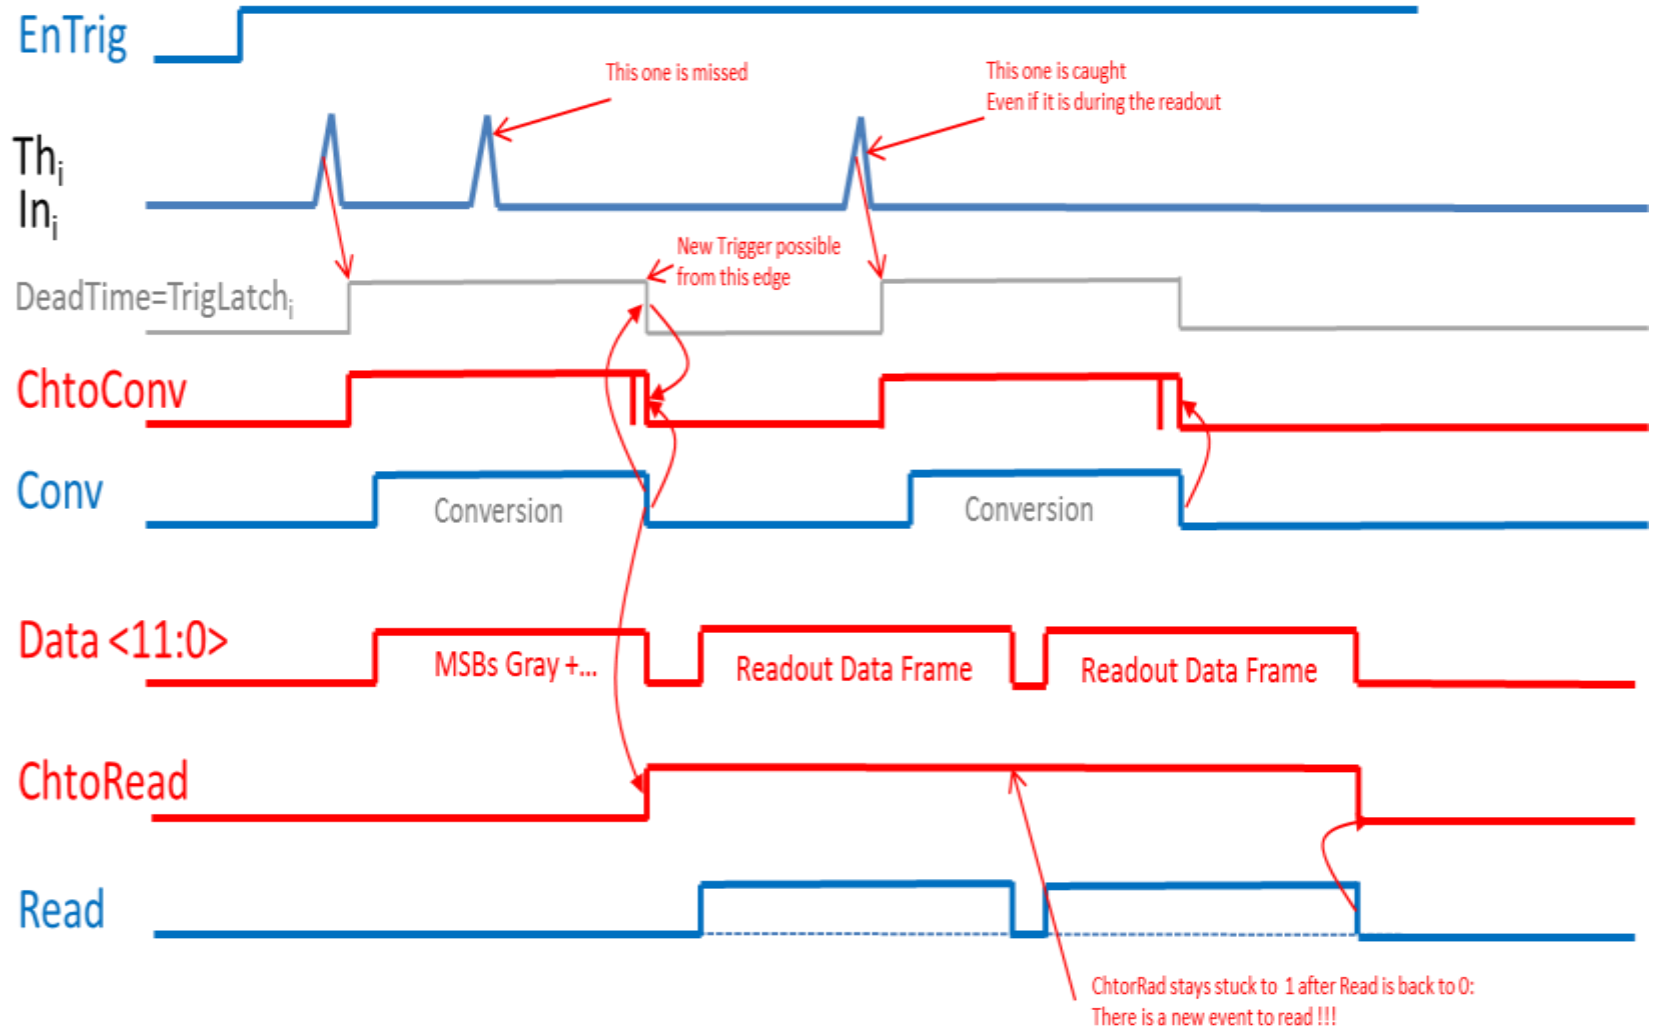 EnTrig
This one is missed
This one is caught
Even if it is during the readout
Thi
Ini
New Trigger possible
from this edge
DeadTime=TrigLatchi
ChtoConv
Conv
Conversion
Conversion
Data <11:0>
MSBs Gray +...
Readout Data Frame
Readout Data Frame
ChtoRead
Read
ChtorRad stays stuck to 1 after Read is back to 0:
There is a new event to read !!!